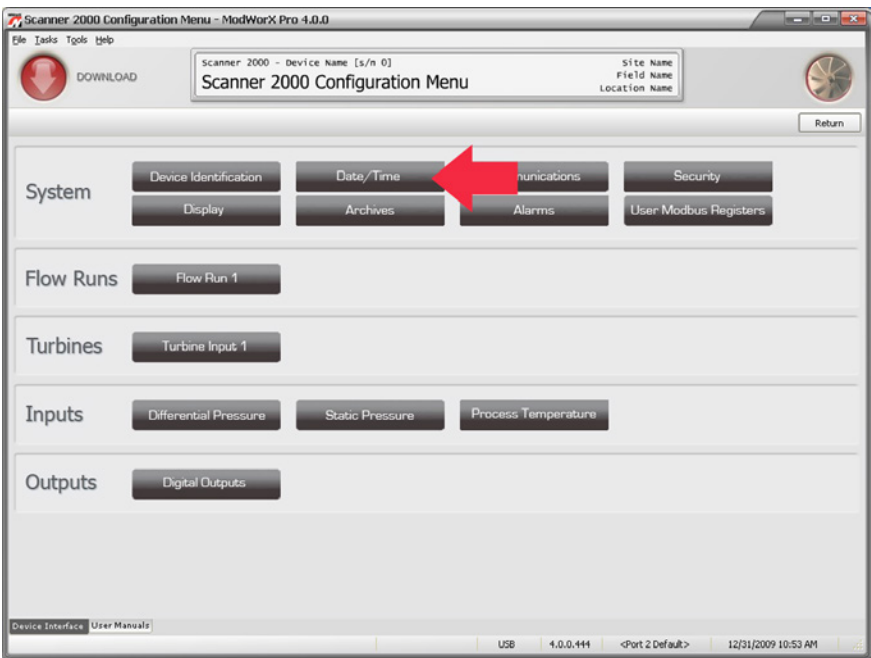 Scanner 2000 Configuration Menu - ModWorX Pro 4.0.0
File Tasks Tools Help
DOWNLOAD
Scanner 2000 - Device Name [s/n 0]
Scanner 2000 Configuration Menu
Site Name
Field Name
Location Name
Return
System
Device Identification
Date/Time
munications
Security
Display
Archives
Alarms
User Modbus Registers
Flow Runs
Flow Run 1
Turbines
Turbine Input 1
Inputs
Differential Pressure
Static Pressure
Process Temperature
Outputs
Digital Outputs
Device Interface User Manuals
USB 4.0.0.444 <Port 2 Default> 12/31/2009 10:53 AM